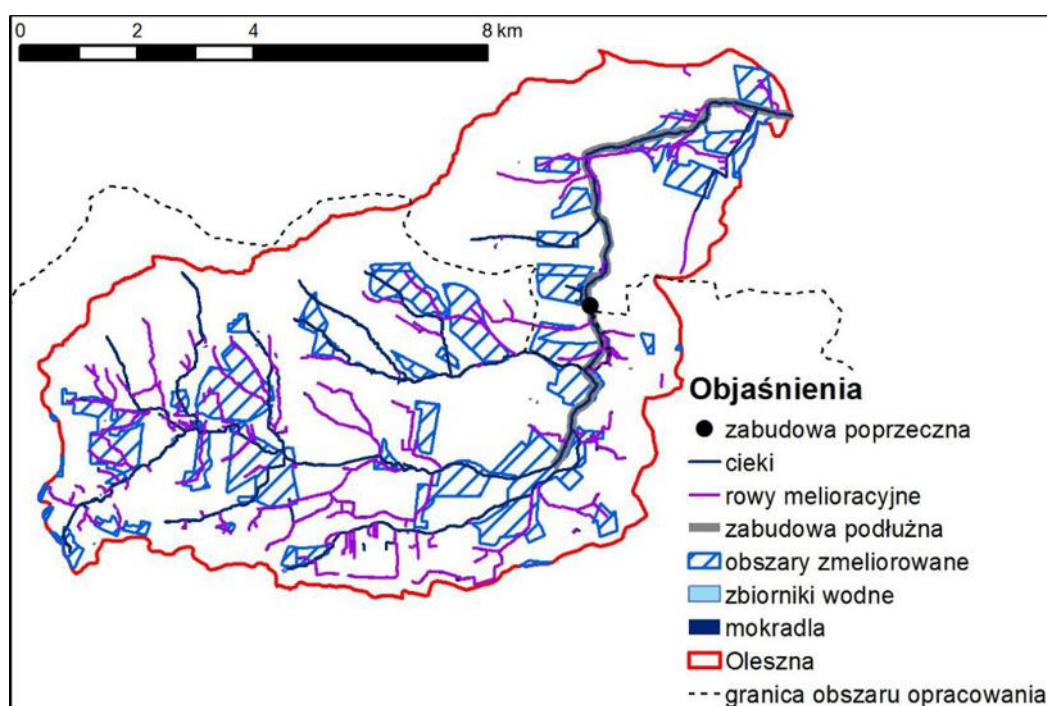 0 2 4 8 km
Objaśnienia
zabudowa poprzeczna
cieki
rowy melioracyjne
zabudowa podłużna
obszary zmeliorowane
zbiorniki wodne
mokradla
Oleszna
granica obszaru opracowania